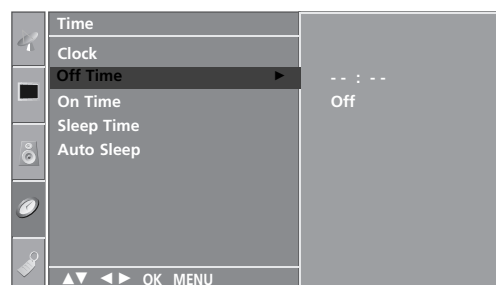 Time
Clock
Off Time ► -- : --
On Time Off
Sleep Time
Auto Sleep
▲▼ ◄► OK MENU